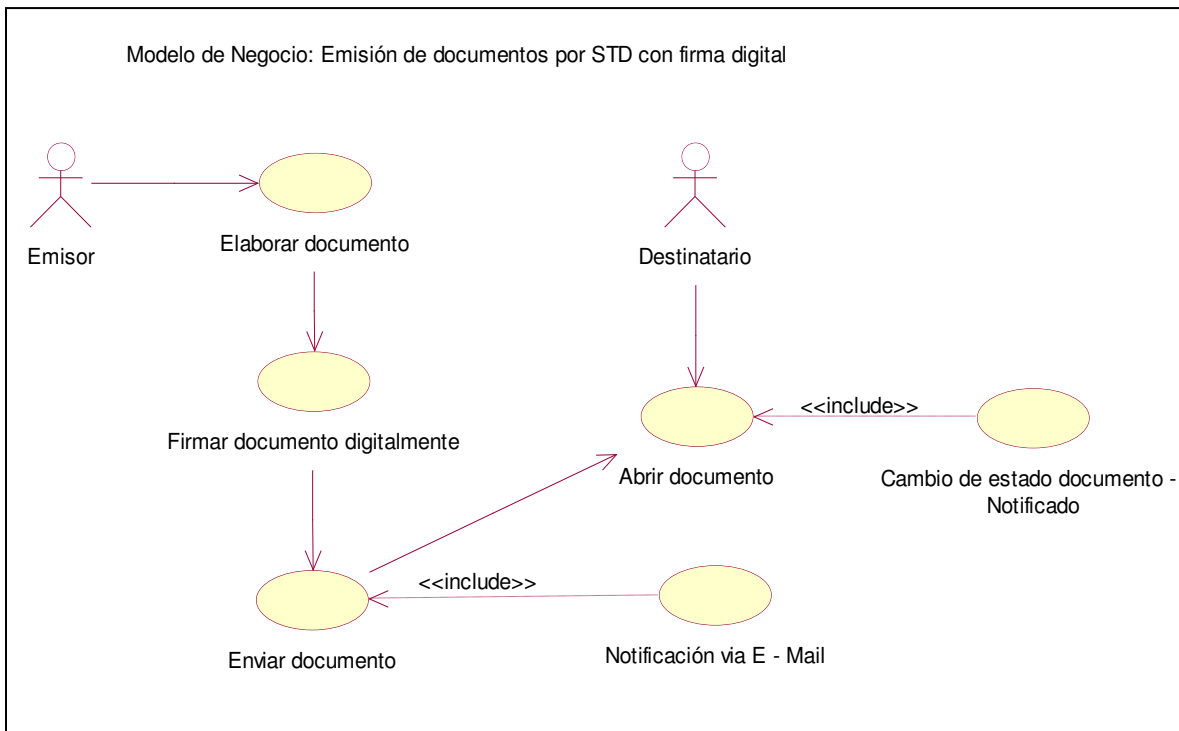 Modelo de Negocio: Emisión de documentos por STD con firma digital
Emisor
Elaborar documento
Destinatario
Firmar documento digitalmente
<<include>>
Abrir documento
Cambio de estado documento -
Notificado
<<include>>
Enviar documento
Notificación via E - Mail